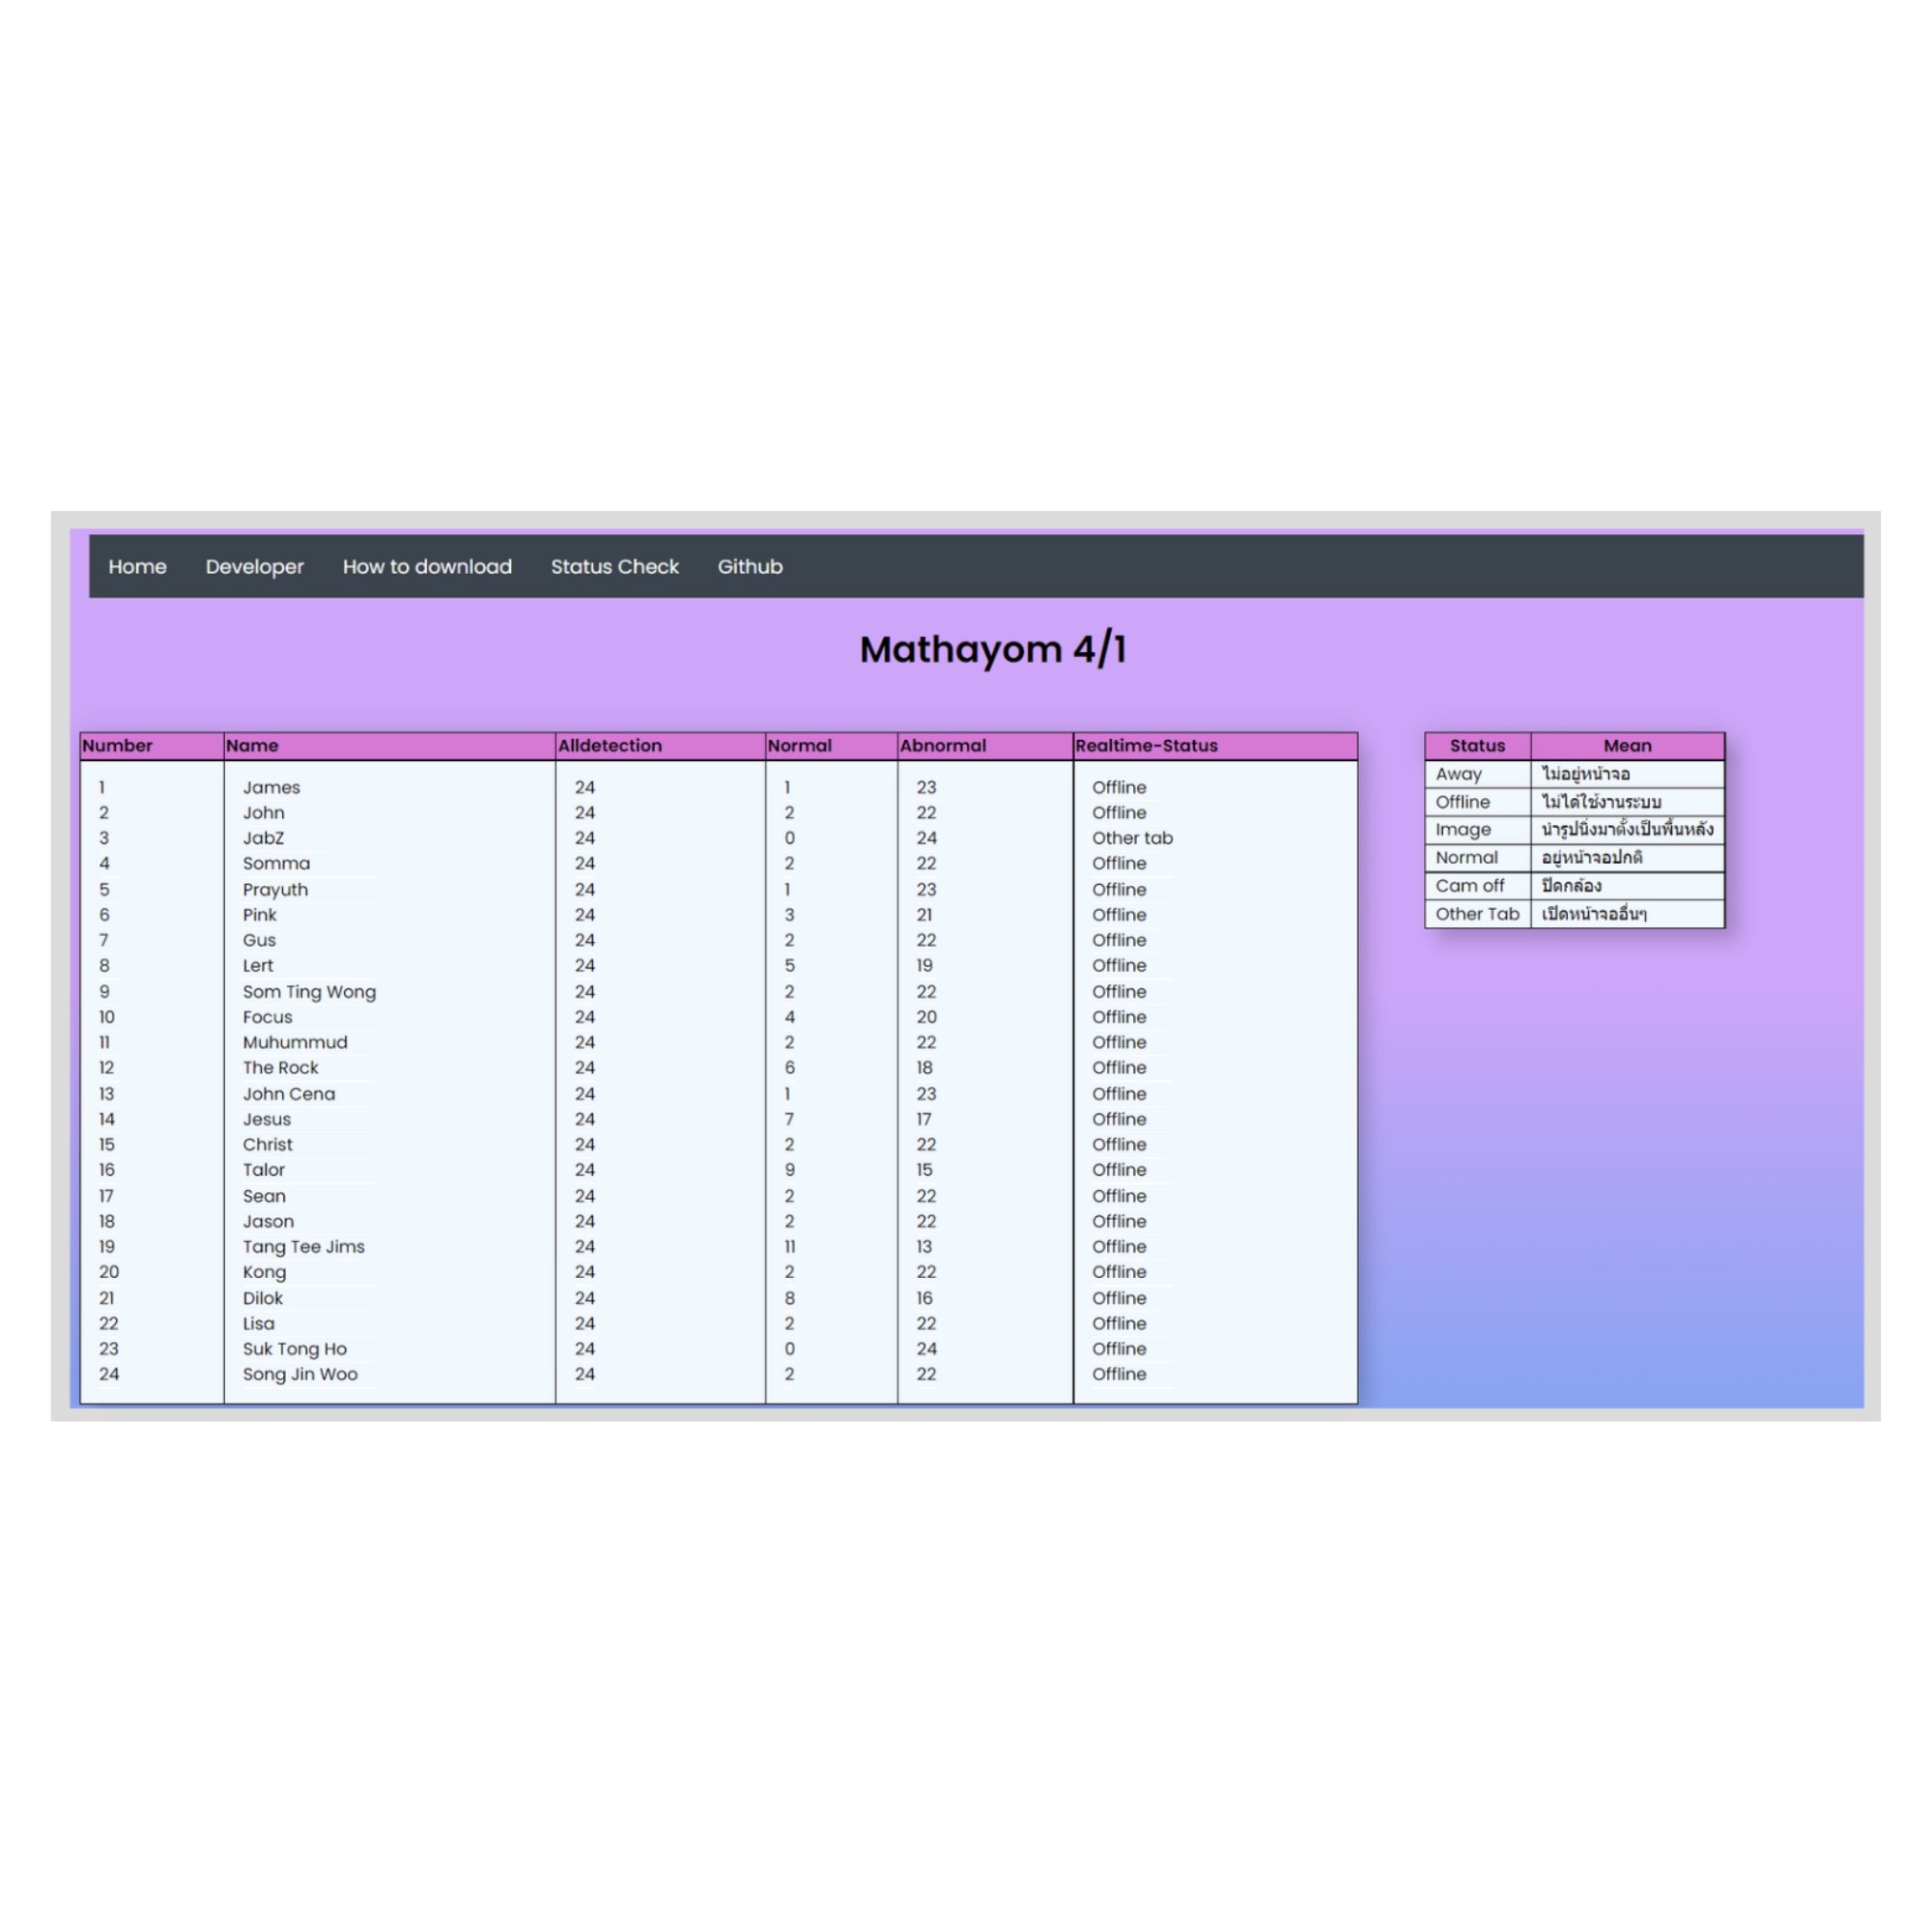 Home Developer How to download Status Check Github
Mathayom 4/1
Number Name Alldetection Normal Abnormal Realtime-Status
1 James 24 1 23 Offline
2 John 24 2 22 Offline
3 JabZ 24 0 24 Other tab
4 Somma 24 2 22 Offline
5 Prayuth 24 1 23 Offline
6 Pink 24 3 21 Offline
7 Gus 24 2 22 Offline
8 Lert 24 5 19 Offline
9 Som Ting Wong 24 2 22 Offline
10 Focus 24 4 20 Offline
11 Muhummud 24 2 22 Offline
12 The Rock 24 6 18 Offline
13 John Cena 24 1 23 Offline
14 Jesus 24 7 17 Offline
15 Christ 24 2 22 Offline
16 Talor 24 9 15 Offline
17 Sean 24 2 22 Offline
18 Jason 24 2 22 Offline
19 Tang Tee Jims 24 11 13 Offline
20 Kong 24 2 22 Offline
21 Dilok 24 8 16 Offline
22 Lisa 24 2 22 Offline
23 Suk Tong Ho 24 0 24 Offline
24 Song Jin Woo 24 2 22 Offline
Status Mean
Away ไม่อยู่หน้าจอ
Offline ไม่ได้ใช้งานระบบ
Image นำรูปนิ่งมาตั้งเป็นพื้นหลัง
Normal อยู่หน้าจอปกติ
Cam off ปิดกล้อง
Other Tab เปิดหน้าจออื่นๆ